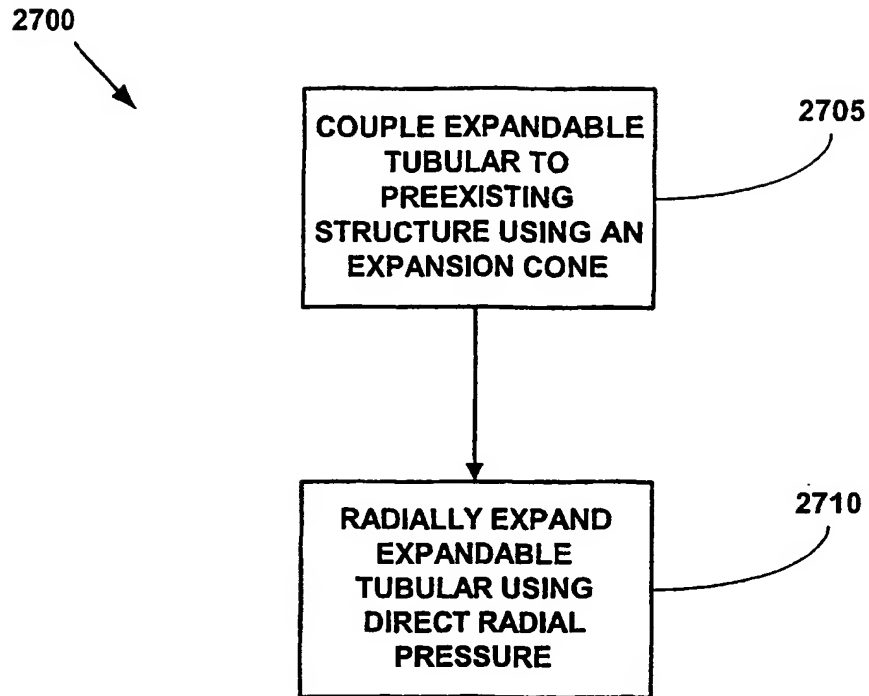 2700
COUPLE EXPANDABLE
TUBULAR TO
PREEXISTING
STRUCTURE USING AN
EXPANSION CONE
2705
RADIALLY EXPAND
EXPANDABLE
TUBULAR USING
DIRECT RADIAL
PRESSURE
2710